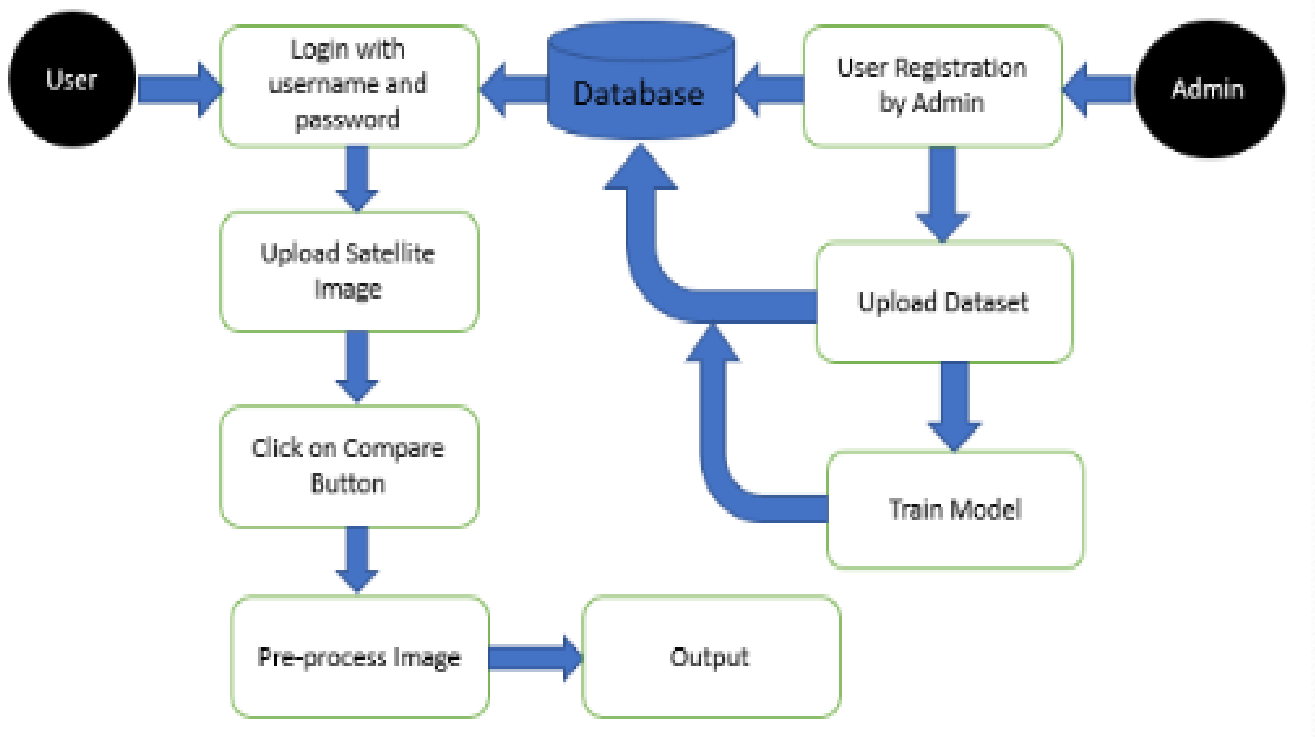 User
Login with
username and
password
Database
User Registration
by Admin
Admin
Upload Satellite
Image
Upload Dataset
Click on Compare
Button
Train Model
Pre-process Image
Output